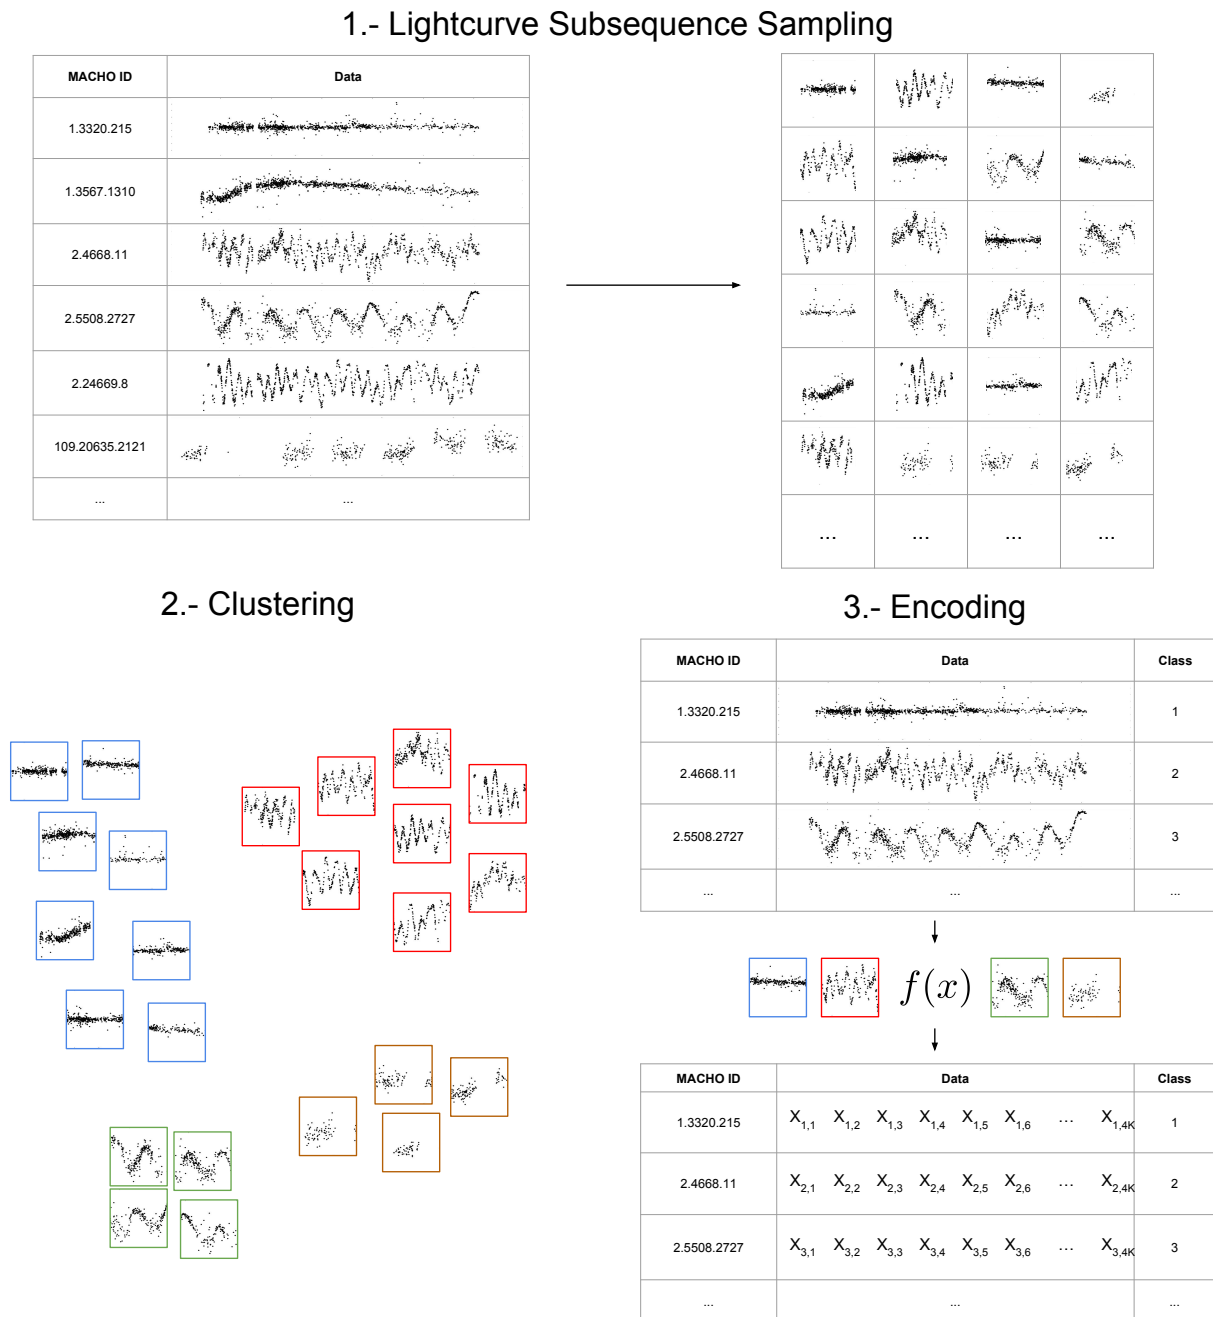 1.- Lightcurve Subsequence Sampling
MACHO ID Data
1.3320.215
1.3567.1310
2.4668.11
2.5508.2727
2.24669.8
109.20635.2121
... ...
... ... ... ...
2.- Clustering
3.- Encoding
MACHO ID Data Class
1.3320.215 1
2.4668.11 2
2.5508.2727 3
... ... ...
f(x)
MACHO ID Data Class
1.3320.215 X1,1 X1,2 X1,3 X1,4 X1,5 X1,6 ... X1,4K 1
2.4668.11 X2,1 X2,2 X2,3 X2,4 X2,5 X2,6 ... X2,4K 2
2.5508.2727 X3,1 X3,2 X3,3 X3,4 X3,5 X3,6 ... X3,4K 3
... ... ...